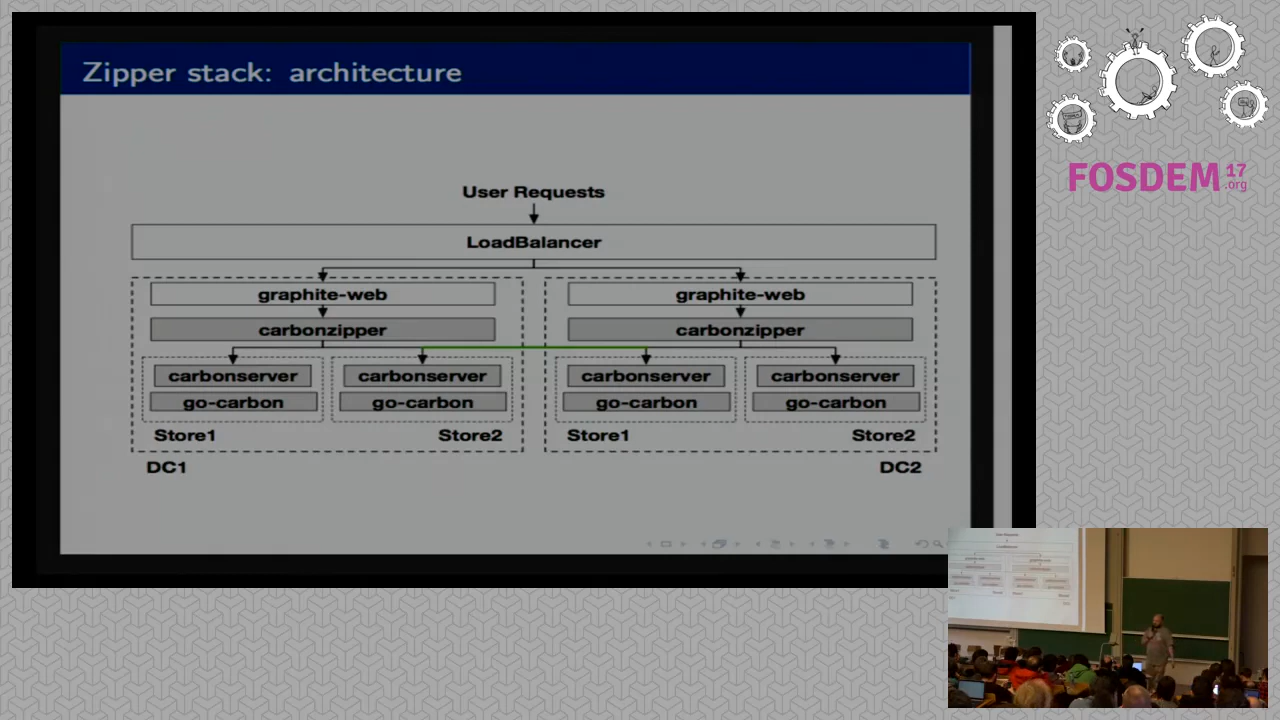 Zipper stack: architecture
User Requests
LoadBalancer
graphite-web graphite-web
carbonzipper carbonzipper
carbonserver carbonserver carbonserver carbonserver
go-carbon go-carbon go-carbon go-carbon
Store1 Store2 Store1 Store2
DC1 DC2
FOSDEM 17
.org